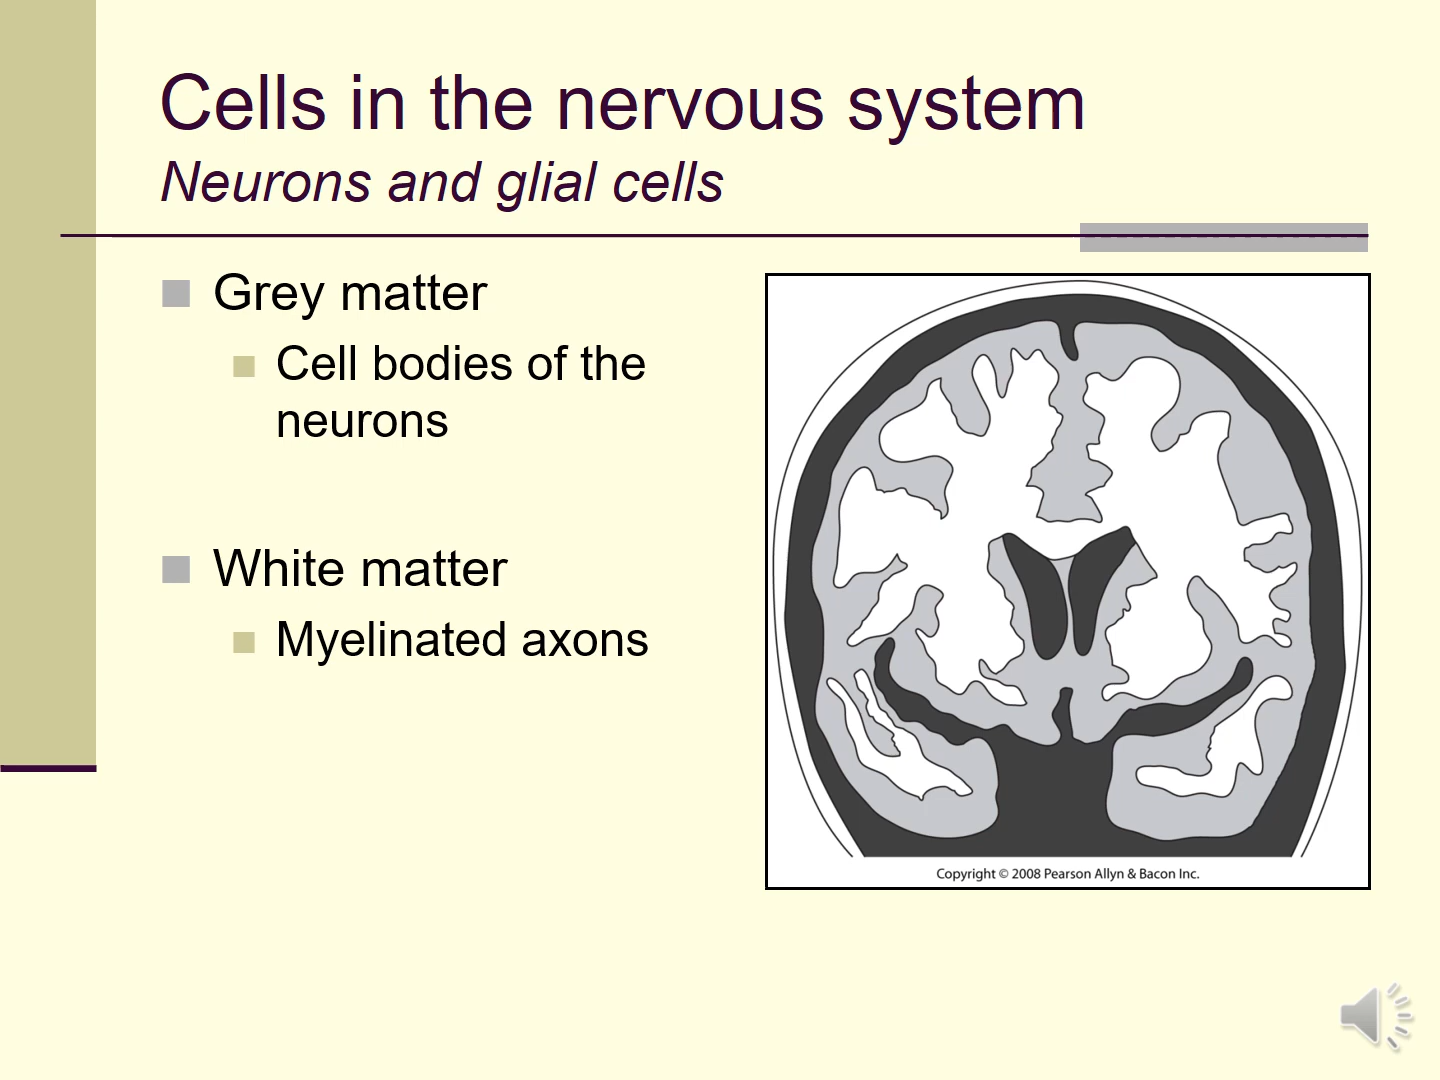 Cells in the nervous system
Neurons and glial cells
Grey matter
Cell bodies of the
neurons
White matter
Myelinated axons
Copyright © 2008 Pearson Allyn & Bacon Inc.